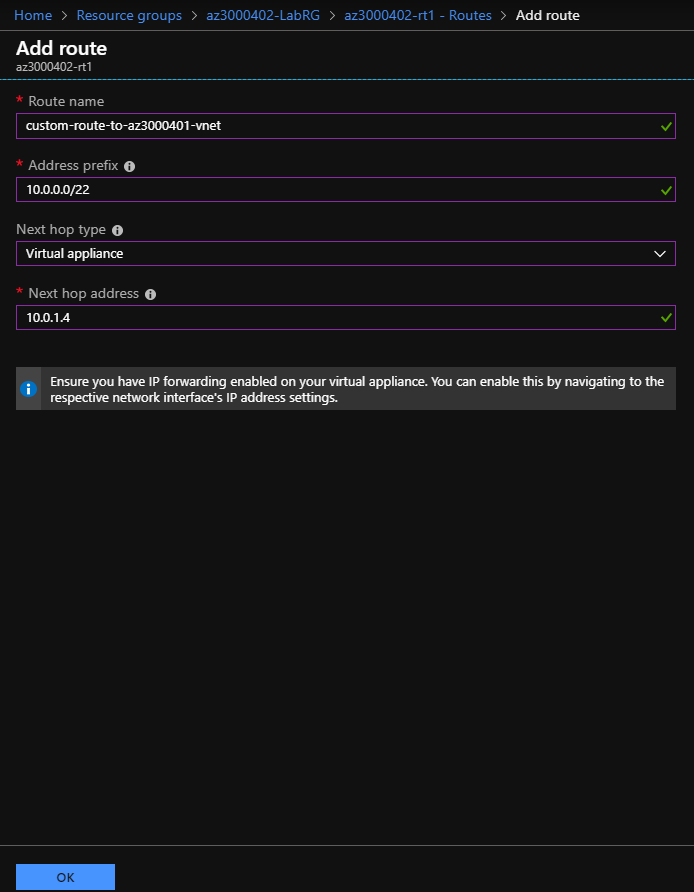 Home > Resource groups > az3000402-LabRG > az3000402-rt1 - Routes > Add route
Add route
az3000402-rt1
* Route name
custom-route-to-az3000401-vnet
* Address prefix
10.0.0.0/22
Next hop type
Virtual appliance
* Next hop address
10.0.1.4
Ensure you have IP forwarding enabled on your virtual appliance. You can enable this by navigating to the
respective network interface's IP address settings.
OK